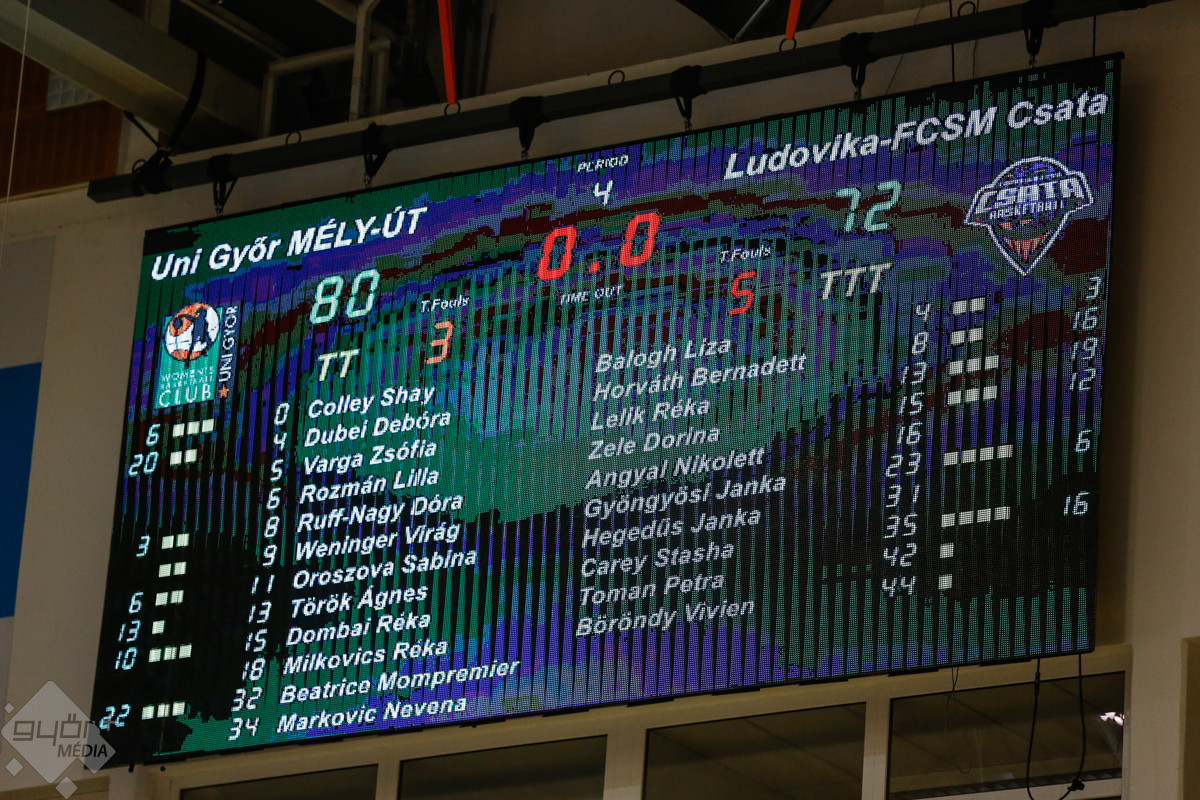 PERIOD
Ludovika-FCSM Csata
4
Uni Győr MÉLY-ÚT
72
0.0
80
T.Fouls
T.Fouls
TIME OUT
3
5
TT
TTT
CSATA
BASKETBALL
WOMEN'S
BASKETBALL
CLUB
UNI GYŐR
0 Colley Shay
6 4 Dubei Debóra
20 5 Varga Zsófia
6 Rozmán Lilla
8 Ruff-Nagy Dóra
3 9 Weninger Virág
11 Oroszova Sabina
6 13 Török Ágnes
13 15 Dombai Réka
10 18 Milkovics Réka
32 Beatrice Mompremier
22 34 Markovic Nevena
Balogh Liza 4 3
Horváth Bernadett 8 16
Lelik Réka 13 19
Zele Dorina 15 12
Angyal Nikolett 16
Gyöngyösi Janka 23 6
Hegedűs Janka 31
Carey Stasha 35 16
Toman Petra 42
Böröndy Vivien 44
győr
MÉDIA